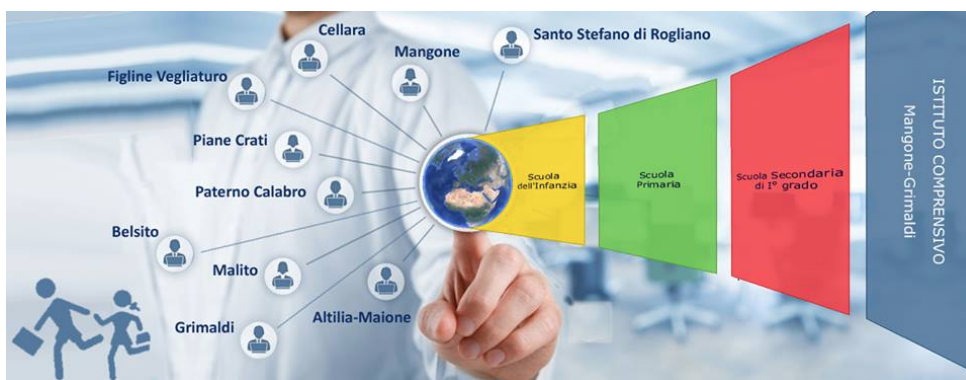 Cellara
Santo Stefano di Rogliano
Mangone
Figline Vegliaturo
Piane Crati
Paterno Calabro
Belsito
Malito
Grimaldi
Altilia-Maione
Scuola
dell'Infanzia
Scuola
Primaria
Scuola Secondaria
di I° grado
ISTITUTO COMPRENSIVO
Mangone-Grimaldi